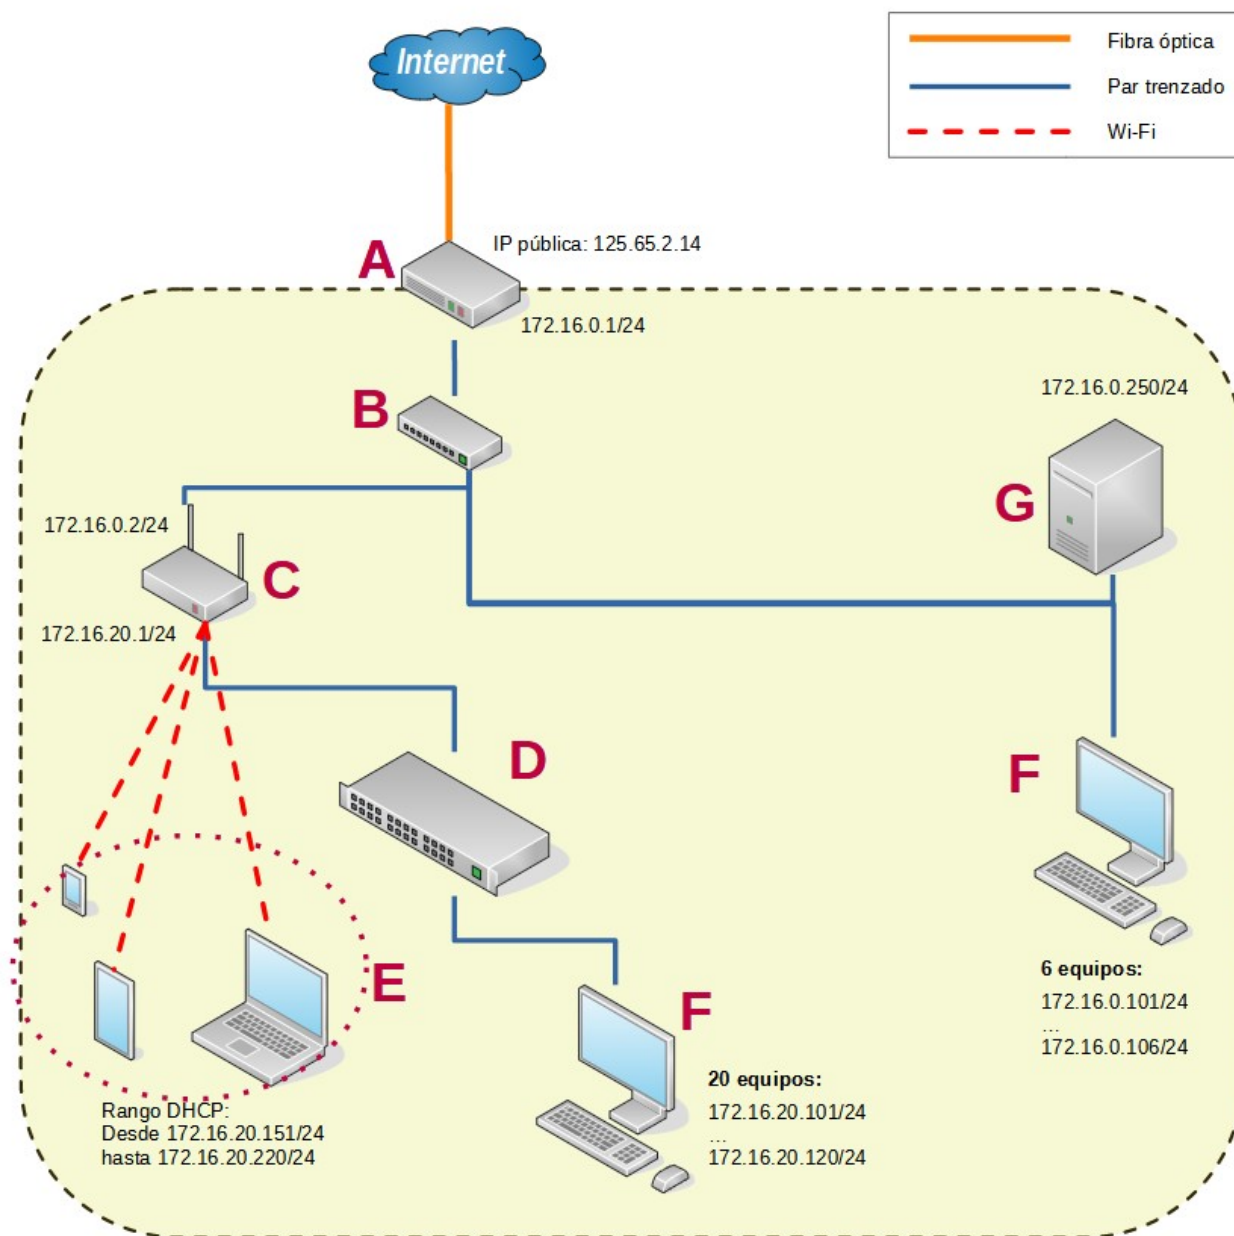 Internet
Fibra óptica
Par trenzado
Wi-Fi
A
IP pública: 125.65.2.14
172.16.0.1/24
B
172.16.0.250/24
G
172.16.0.2/24
C
172.16.20.1/24
D
F
E
6 equipos:
172.16.0.101/24
...
172.16.0.106/24
F
20 equipos:
172.16.20.101/24
...
172.16.20.120/24
Rango DHCP:
Desde 172.16.20.151/24
hasta 172.16.20.220/24